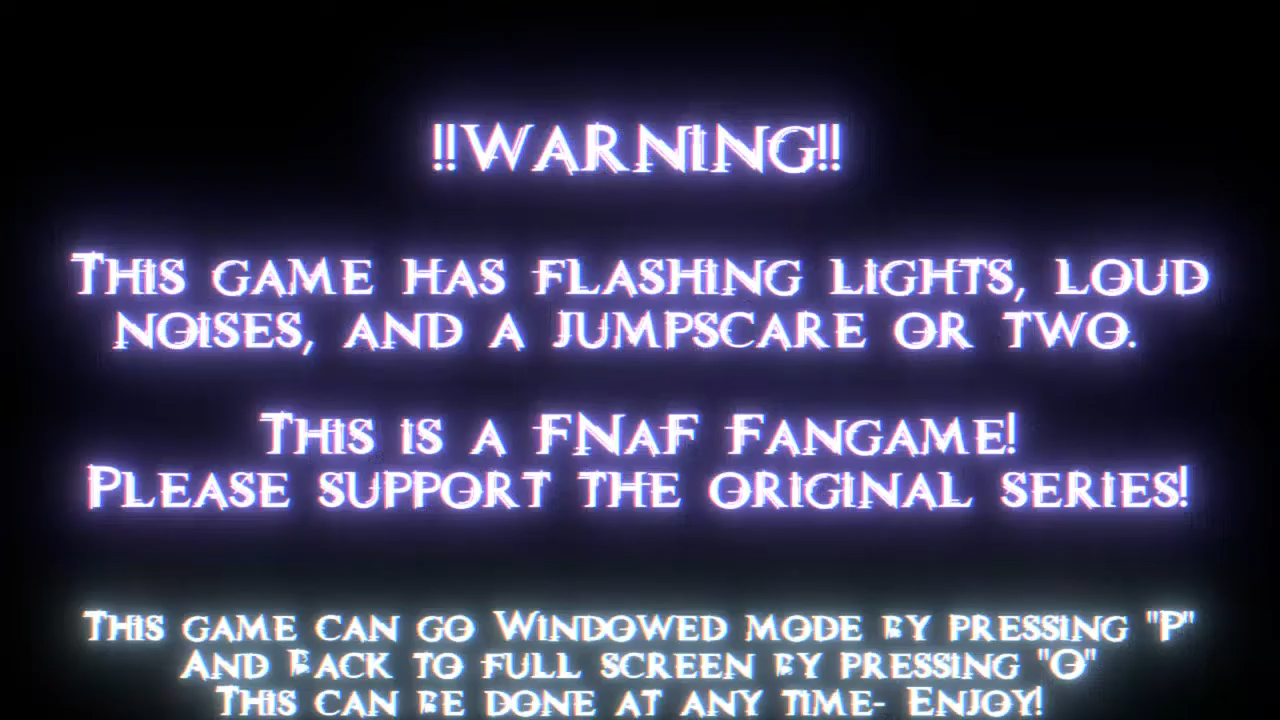 !!WARNING!!
This game has flashing lights, loud
noises, and a jumpscare or two.
This is a FNaF Fangame!
Please support the original series!
This game can go Windowed mode by pressing "P"
And Back to full screen by pressing "O"
This can be done at any time- Enjoy!